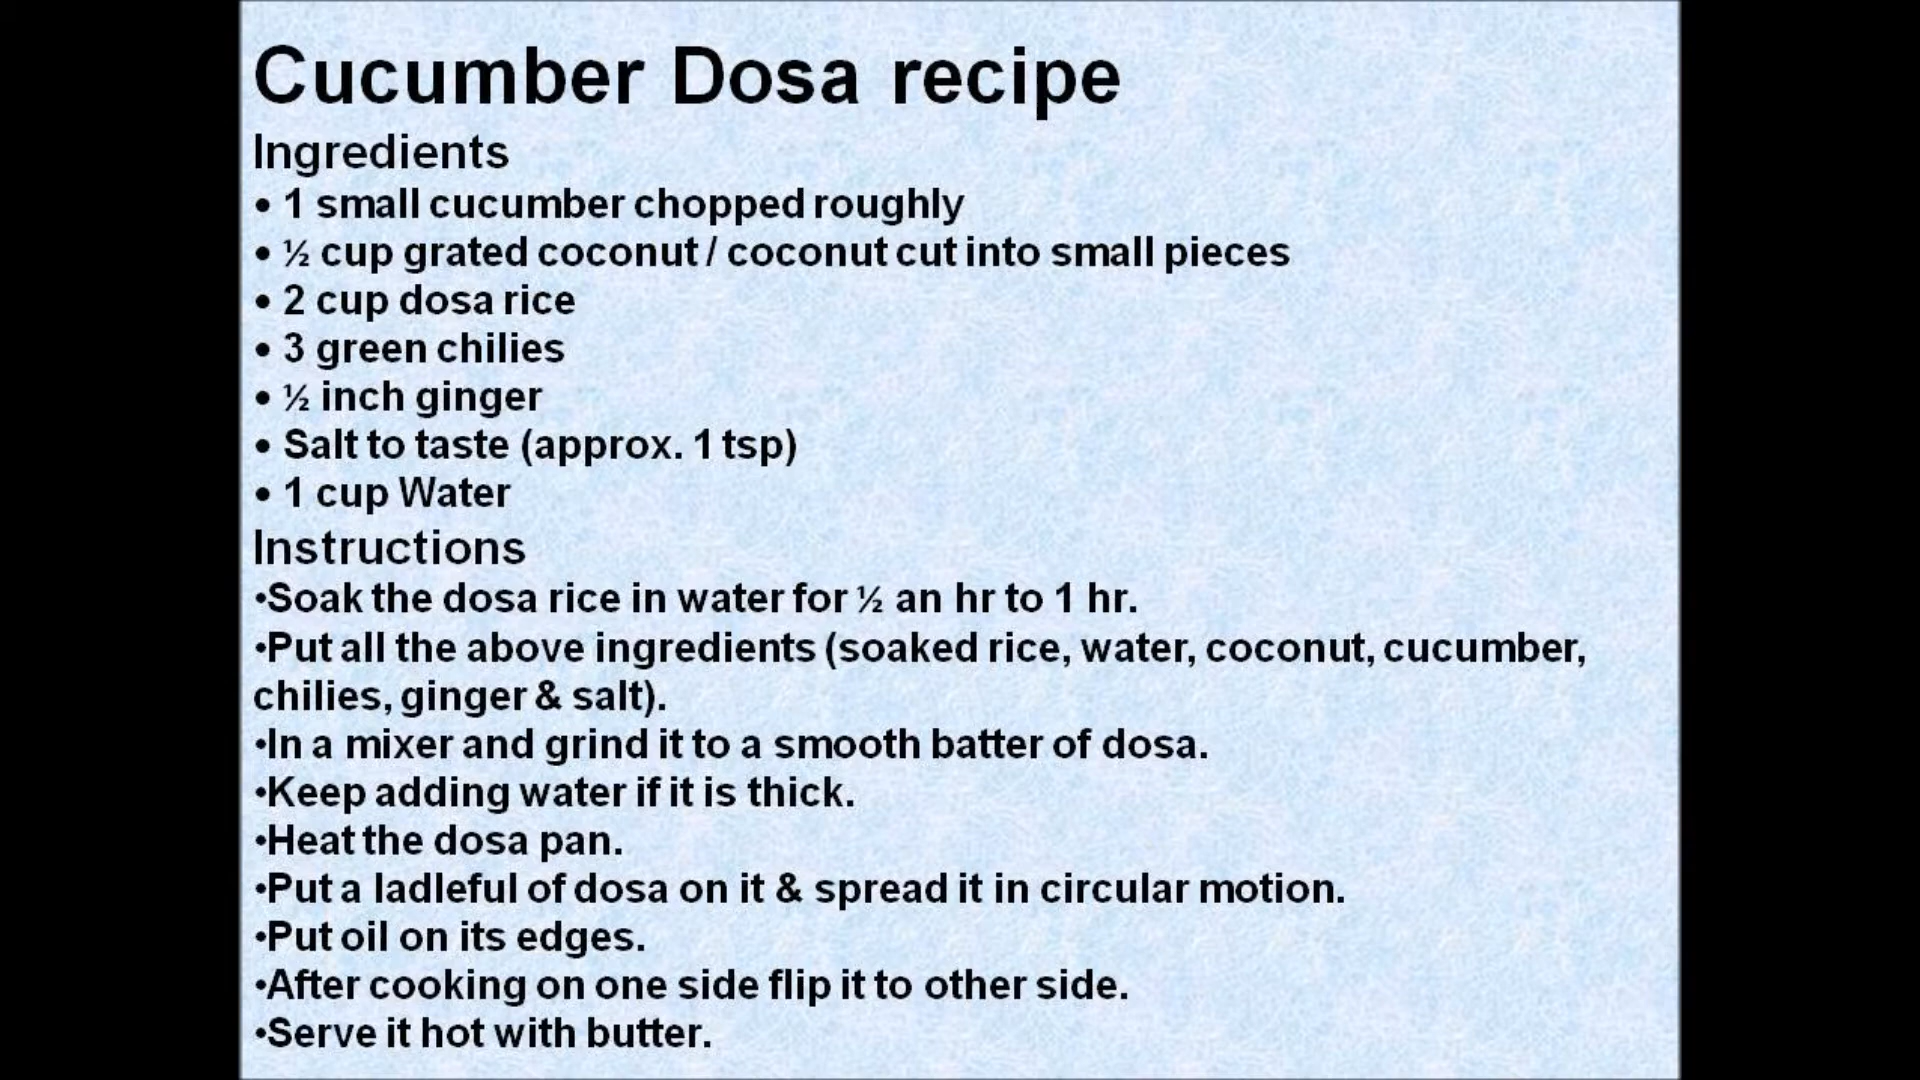 Cucumber Dosa recipe
Ingredients
• 1 small cucumber chopped roughly
• ½ cup grated coconut / coconut cut into small pieces
• 2 cup dosa rice
• 3 green chilies
• ½ inch ginger
• Salt to taste (approx. 1 tsp)
• 1 cup Water
Instructions
•Soak the dosa rice in water for ½ an hr to 1 hr.
•Put all the above ingredients (soaked rice, water, coconut, cucumber,
chilies, ginger & salt).
•In a mixer and grind it to a smooth batter of dosa.
•Keep adding water if it is thick.
•Heat the dosa pan.
•Put a ladleful of dosa on it & spread it in circular motion.
•Put oil on its edges.
•After cooking on one side flip it to other side.
•Serve it hot with butter.